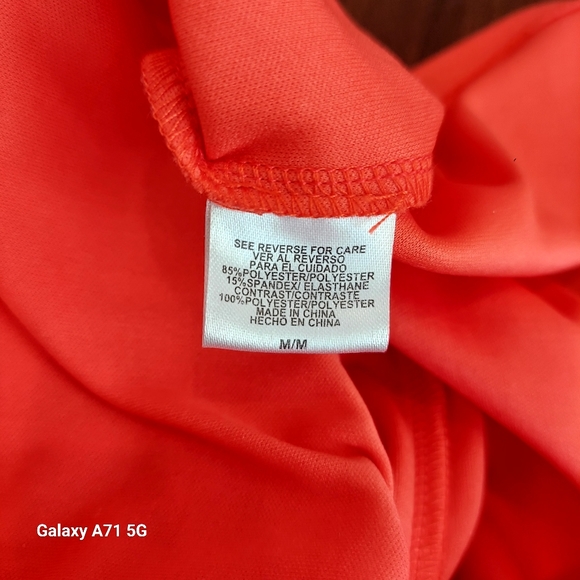 SEE REVERSE FOR CARE
VER AL REVERSO
PARA EL CUIDADO
85%POLYESTER/POLYESTER
15%SPANDEX/ ELASTHANE
CONTRAST/CONTRASTE
100%POLYESTER/POLYESTER
MADE IN CHINA
HECHO EN CHINA
M/M
Galaxy A71 5G